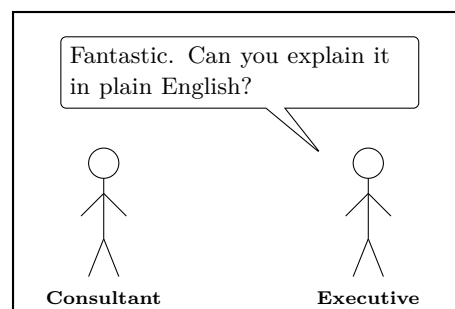 Fantastic. Can you explain it
in plain English?
Consultant
Executive